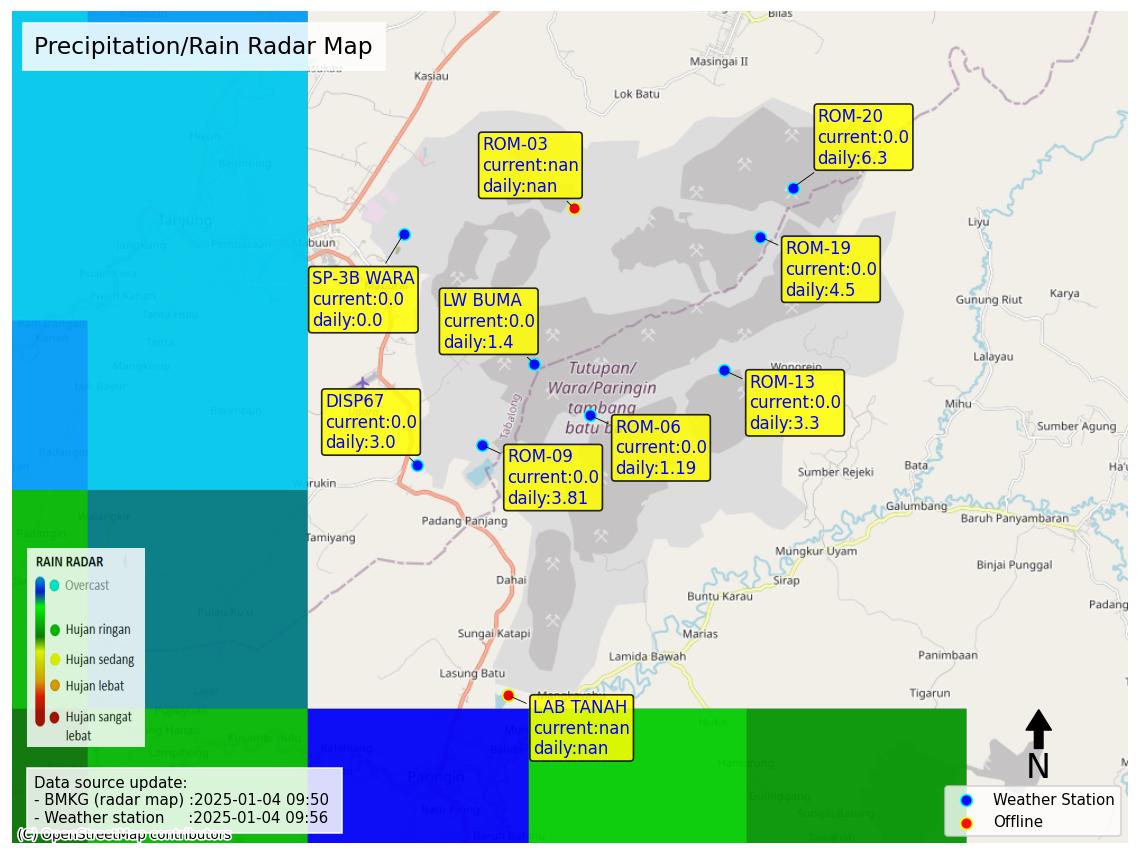 Precipitation/Rain Radar Map
Bilas
Masingai II
Kasiau
Lok Batu
ROM-20
current:0.0
daily:6.3
ROM-03
current:nan
daily:nan
Tanjung
Mabuun
Liyu
ROM-19
current:0.0
daily:4.5
SP-3B WARA
current:0.0
daily:0.0
LW BUMA
current:0.0
daily:1.4
Karya
Gunung Riut
Lalayau
Wonorejo
Tutupan/
Wara/Paringin
tambang
batu b
Tabalong
ROM-13
current:0.0
daily:3.3
DISP67
current:0.0
daily:3.0
ROM-06
current:0.0
daily:1.19
ROM-09
current:0.0
daily:3.81
Mihu
Sumber Agung
Bata
Sumber Rejeki
Ha'u
Warukin
Galumbang
Padang Panjang
Baruh Panyambaran
Tamiyang
Mungkur Uyam
Binjai Punggal
Dahai
Sirap
Buntu Karau
Padang
Sungai Katapi
Marias
Lamida Bawah
Panimbaan
Lasung Batu
Tigarun
Mangkayahu
LAB TANAH
current:nan
daily:nan
Paringin
RAIN RADAR
Overcast
Hujan ringan
Hujan sedang
Hujan lebat
Hujan sangat
lebat
Data source update:
- BMKG (radar map) :2025-01-04 09:50
- Weather station :2025-01-04 09:56
(C) OpenStreetMap contributors
N
Weather Station
Offline